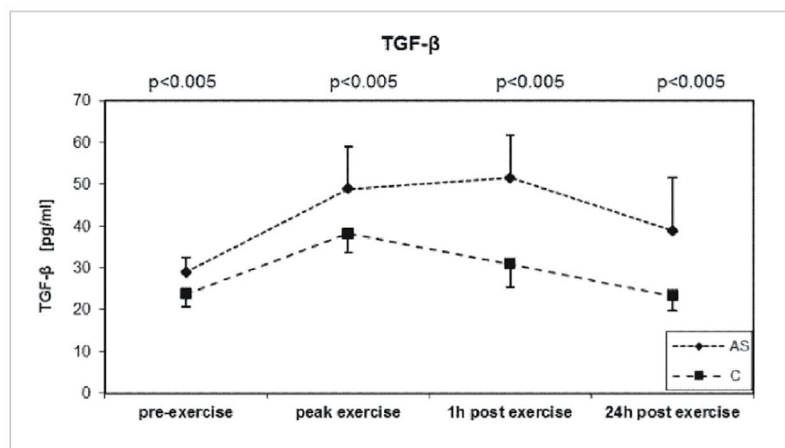 TGF-β
p<0.005 p<0.005 p<0.005 p<0.005
70
60
50
40
30
20
10
0
TGF-β [pg/ml]
pre-exercise peak exercise 1h post exercise 24h post exercise
AS
C